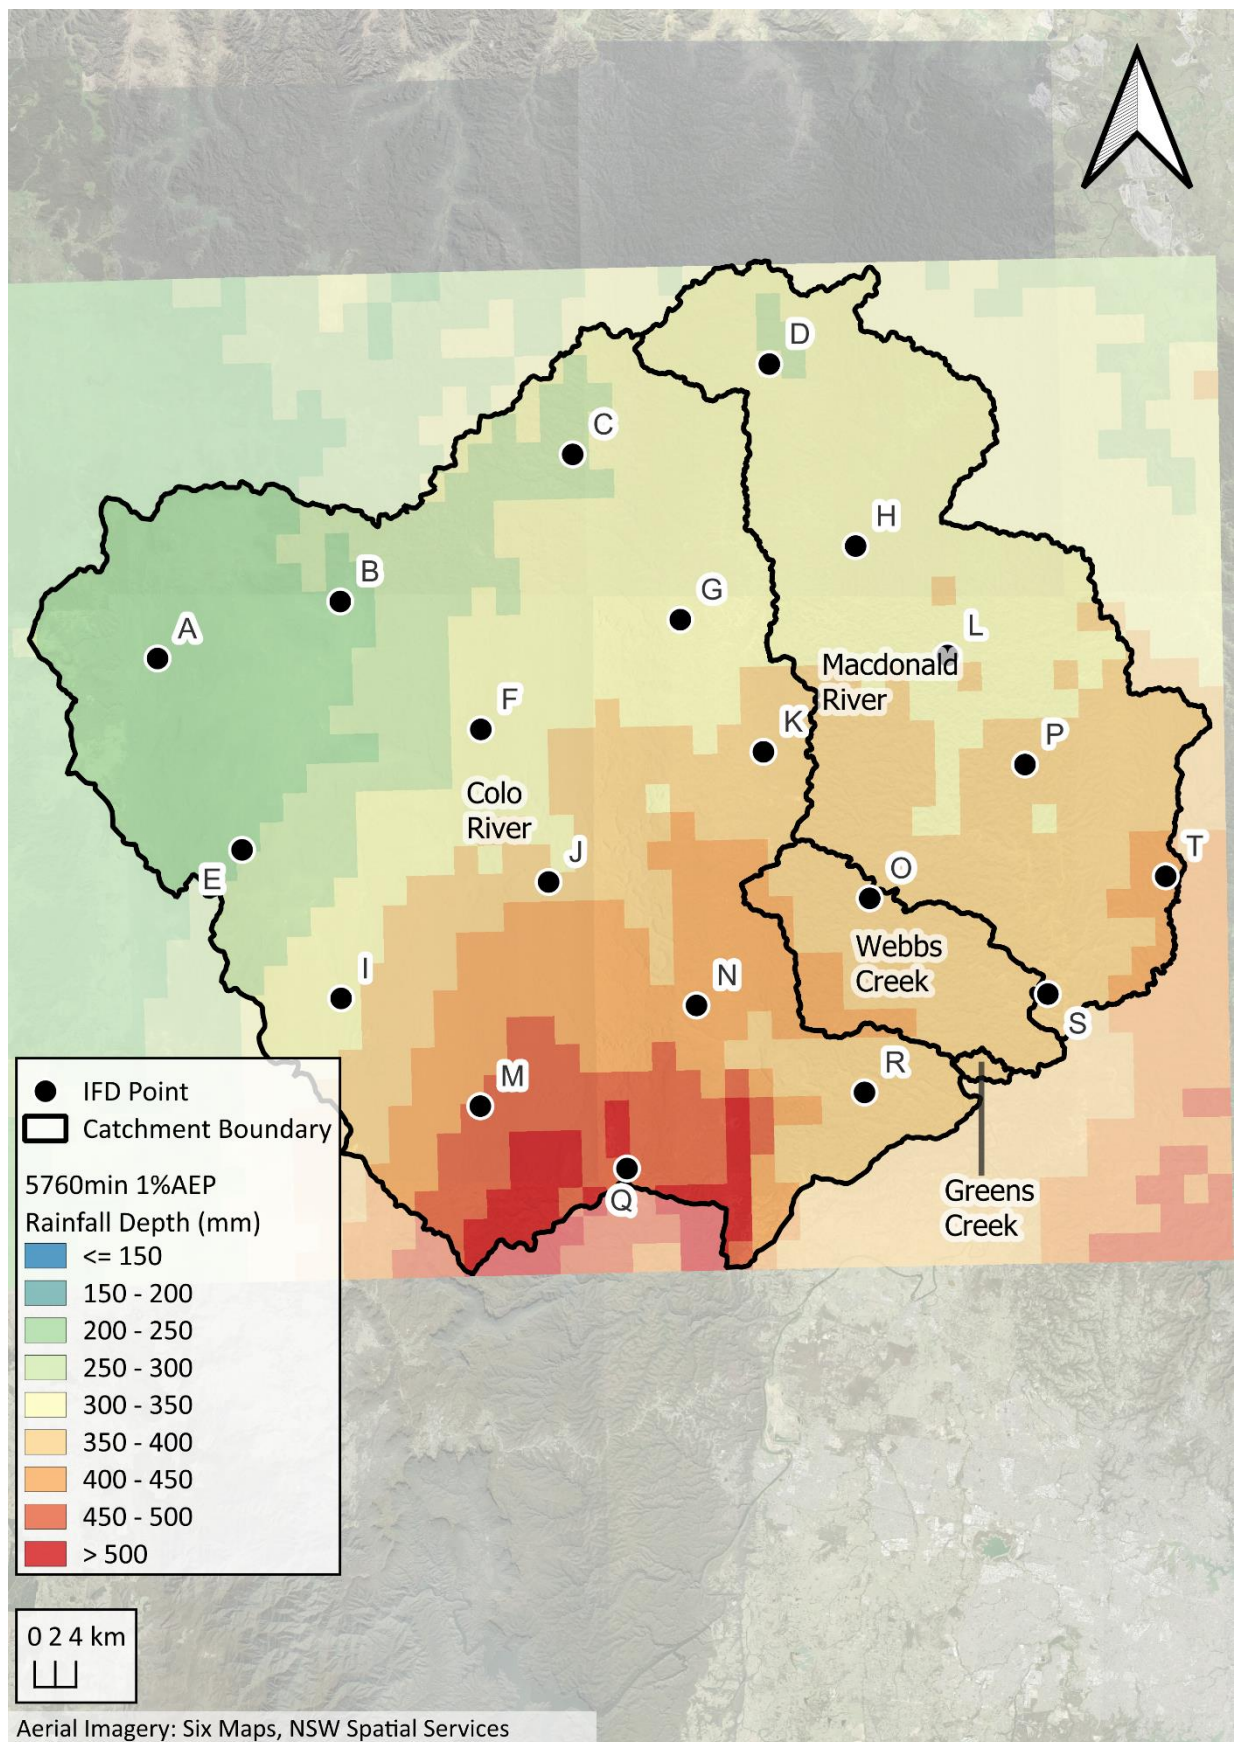 D
C
H
B
G
L
A
Macdonald
River
F
K
P
Colo
River
J
T
E
O
Webbs
Creek
I
N
S
M
R
Q
Greens
Creek
IFD Point
Catchment Boundary
5760min 1%AEP
Rainfall Depth (mm)
<= 150
150 - 200
200 - 250
250 - 300
300 - 350
350 - 400
400 - 450
450 - 500
> 500
0 2 4 km
Aerial Imagery: Six Maps, NSW Spatial Services